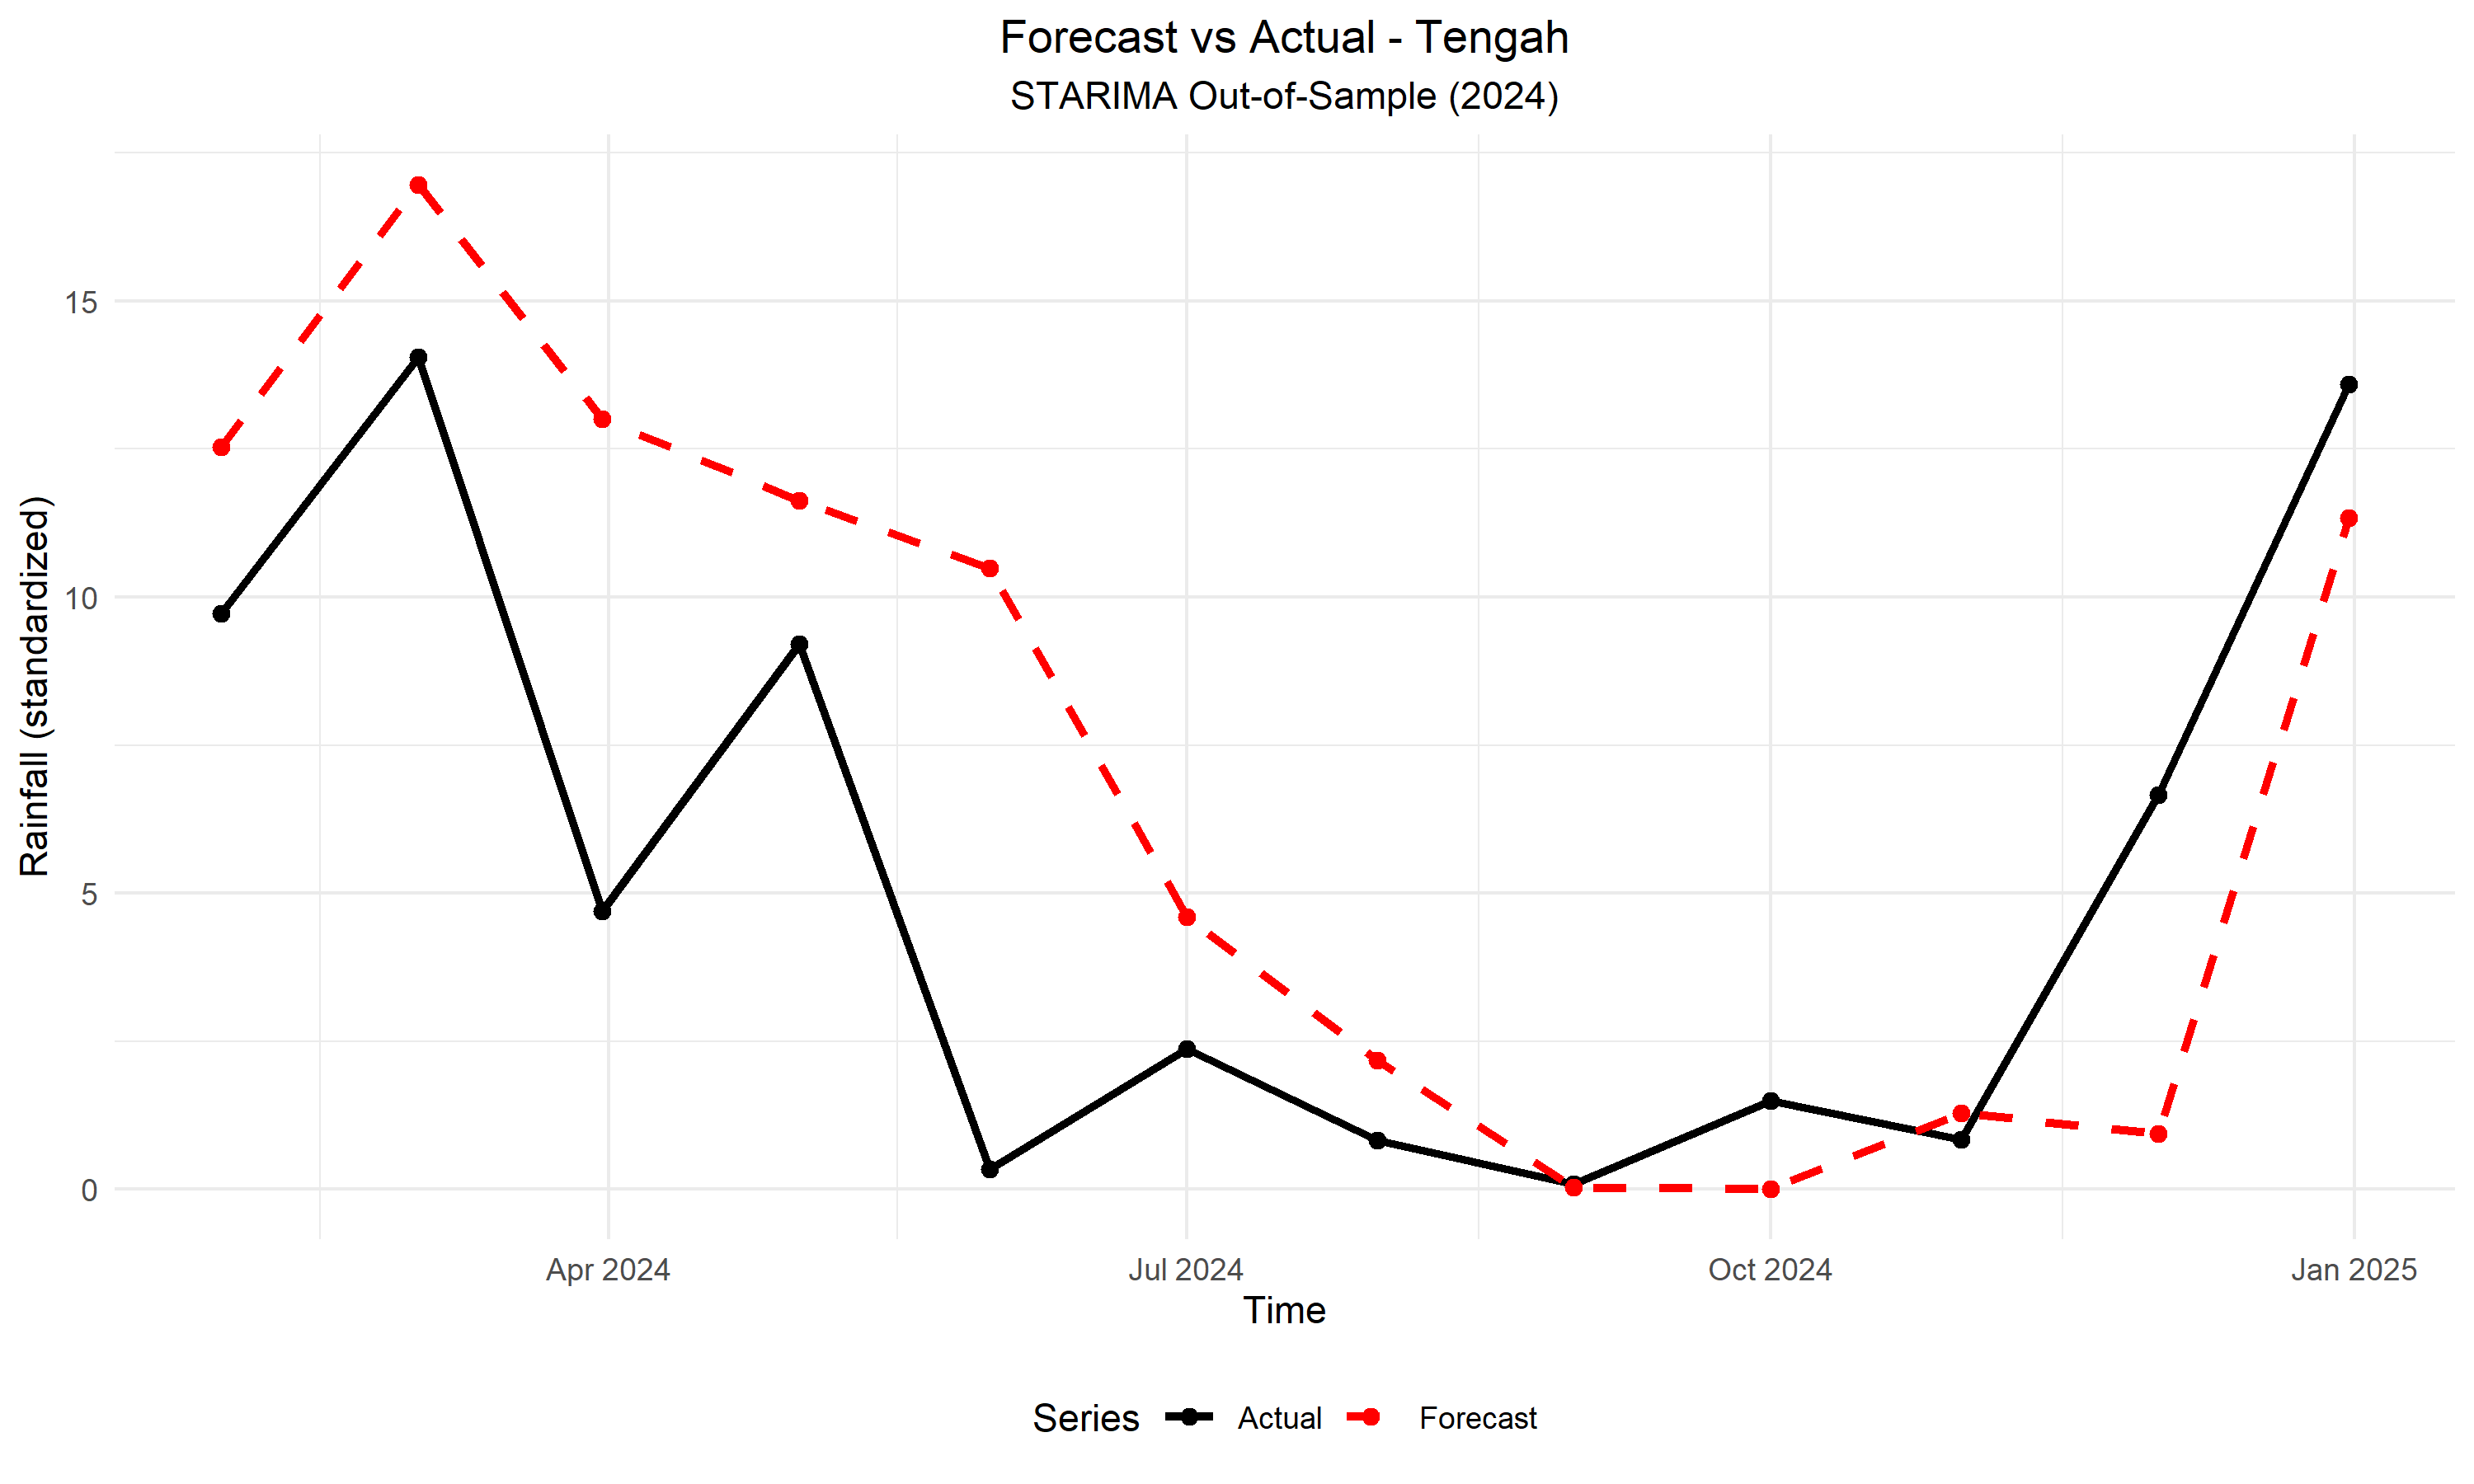 Forecast vs Actual - Tengah
STARIMA Out-of-Sample (2024)
Rainfall (standardized)
15
10
5
0
Apr 2024
Jul 2024
Oct 2024
Jan 2025
Time
Series
Actual
Forecast